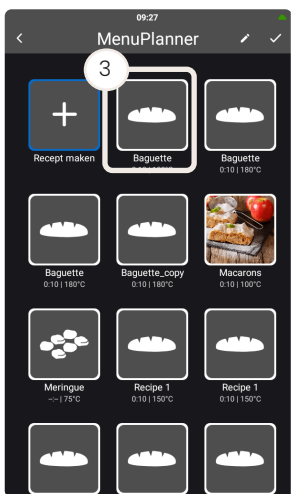 09:27
MenuPlanner
3
Recept maken
Baguette
Baguette
0:10 | 180°C
Baguette
0:10 | 180°C
Baguette_copy
0:10 | 180°C
Macarons
0:10 | 100°C
Meringue
-:-- | 75°C
Recipe 1
0:10 | 150°C
Recipe 1
0:10 | 150°C